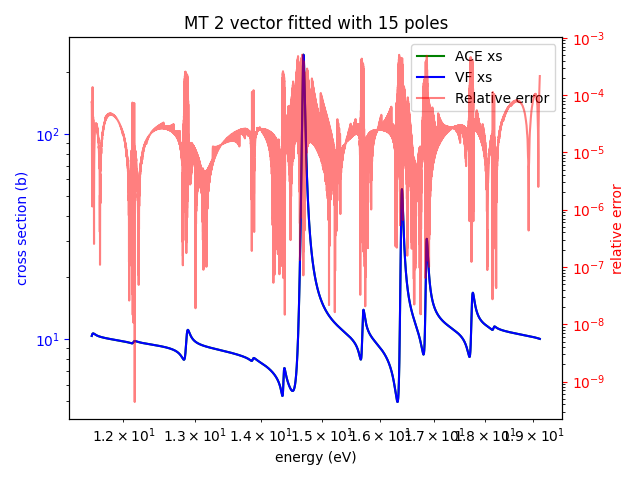 MT 2 vector fitted with 15 poles
ACE xs
VF xs
Relative error
cross section (b)
10²
10¹
10⁻³
10⁻⁴
10⁻⁵
10⁻⁶
10⁻⁷
10⁻⁸
10⁻⁹
relative error
1.2 × 10¹ 1.3 × 10¹ 1.4 × 10¹ 1.5 × 10¹ 1.6 × 10¹ 1.7 × 10¹ 1.8 × 10¹ 1.9 × 10¹
energy (eV)